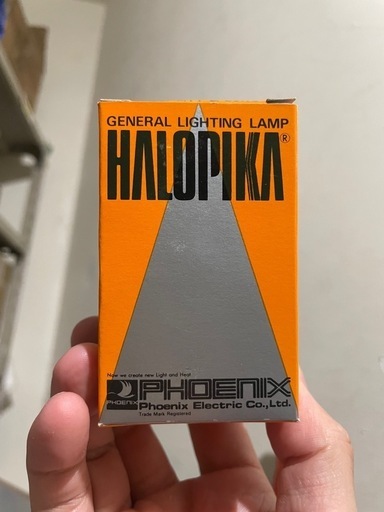 GENERAL LIGHTING LAMP
HALOPIKA®
Now we create new Light and Heat
PHOENIX
PHOENIX
Phoenix Electric Co.,Ltd.
Trade Mark Registered